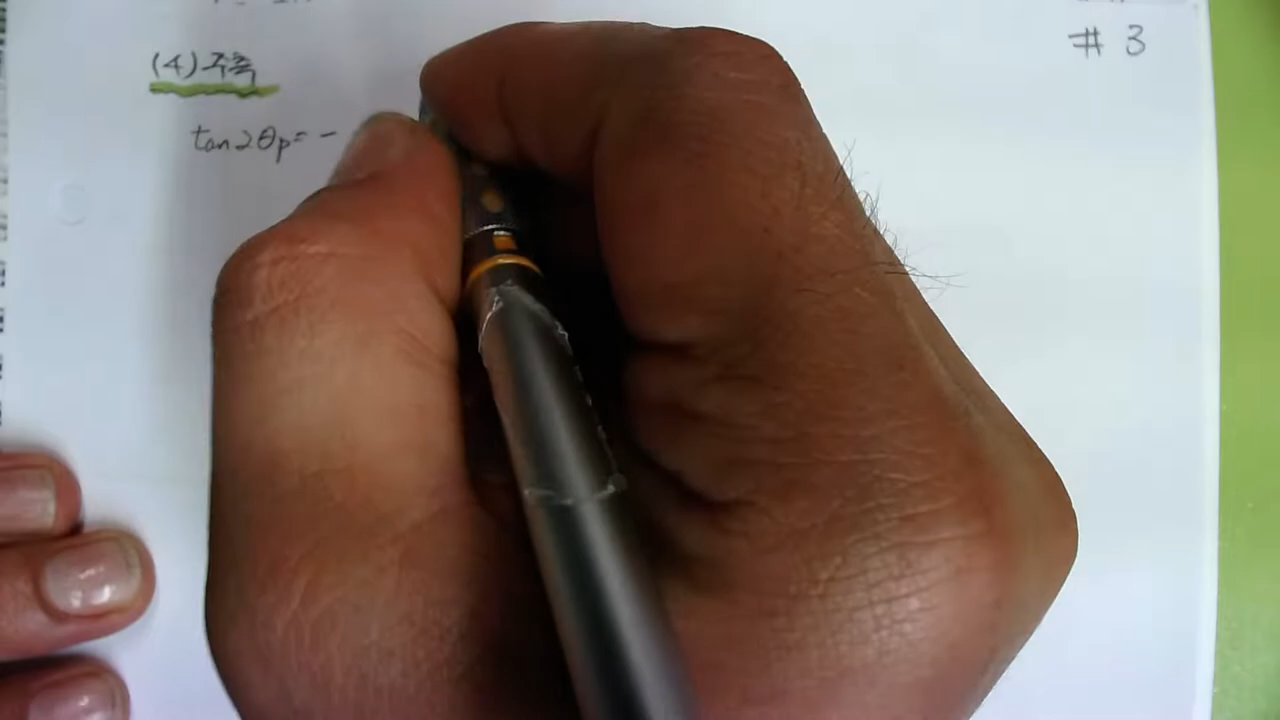 # 3
(4) 주축
tan2θp = -